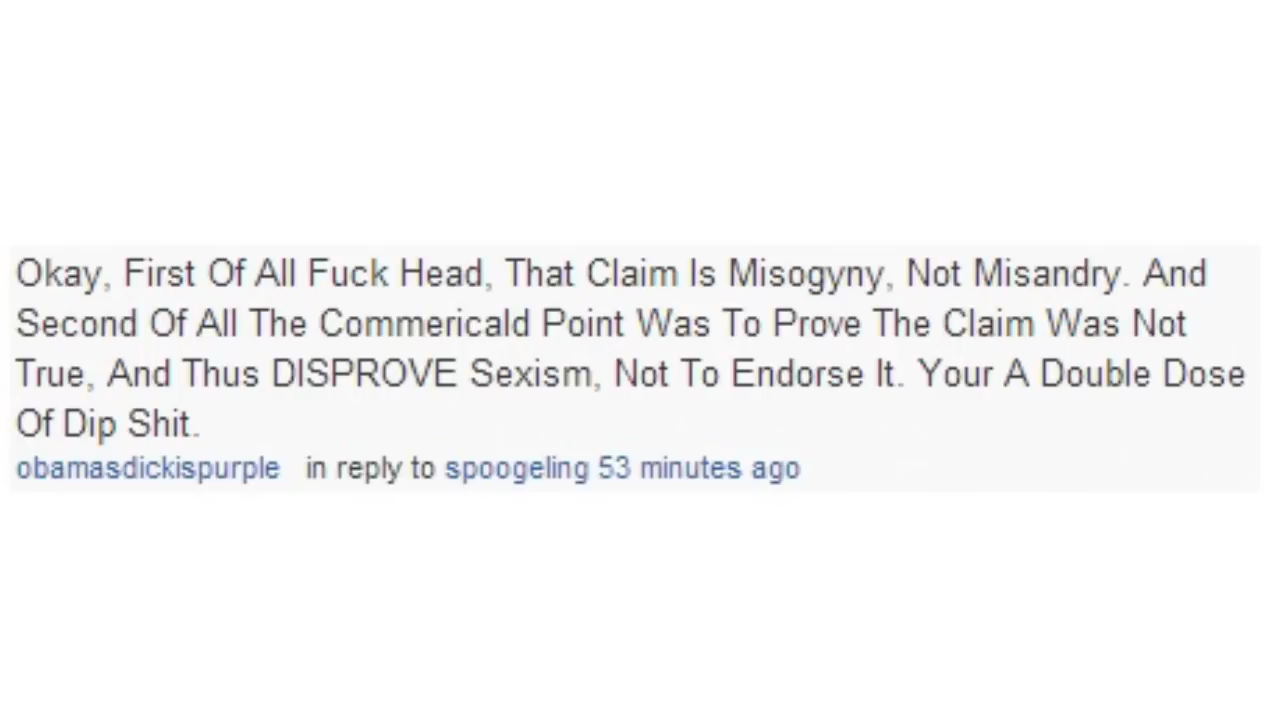 Okay, First Of All Fuck Head, That Claim Is Misogyny, Not Misandry. And
Second Of All The Commericald Point Was To Prove The Claim Was Not
True, And Thus DISPROVE Sexism, Not To Endorse It. Your A Double Dose
Of Dip Shit.
obamasdickispurple in reply to spoogeling 53 minutes ago